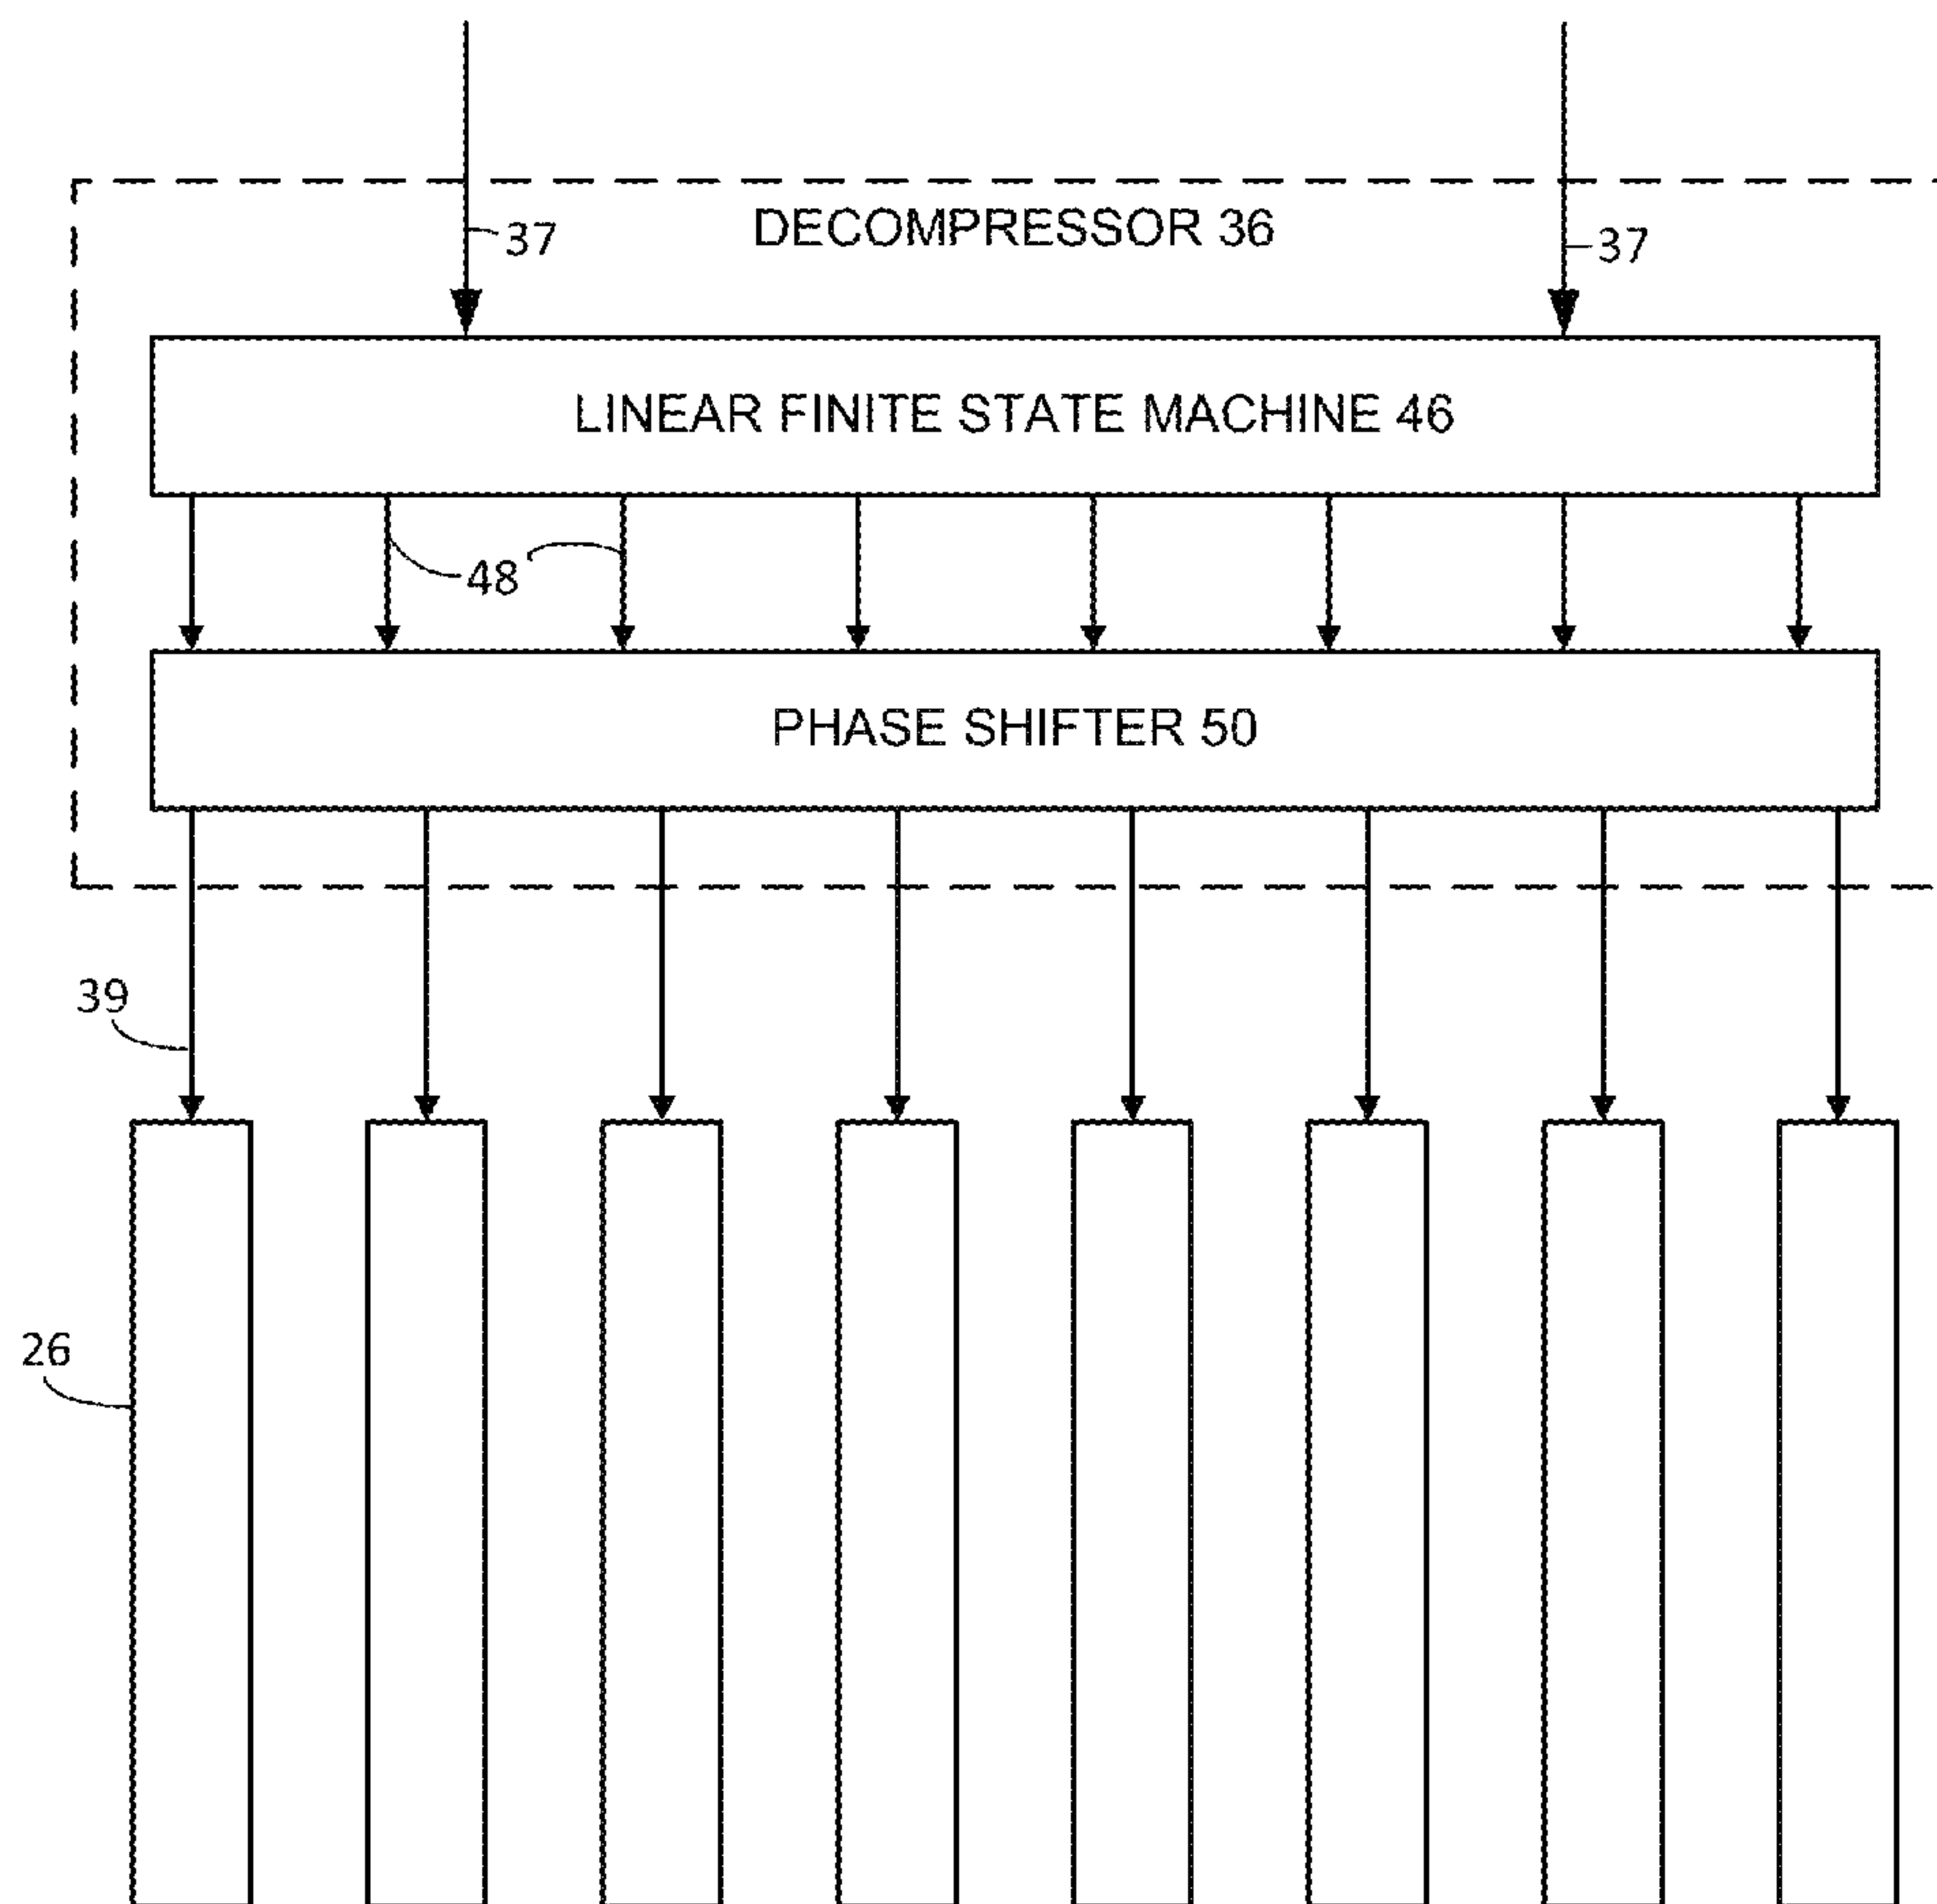 DECOMPRESSOR 36
37
37
LINEAR FINITE STATE MACHINE 46
48
PHASE SHIFTER 50
39
26